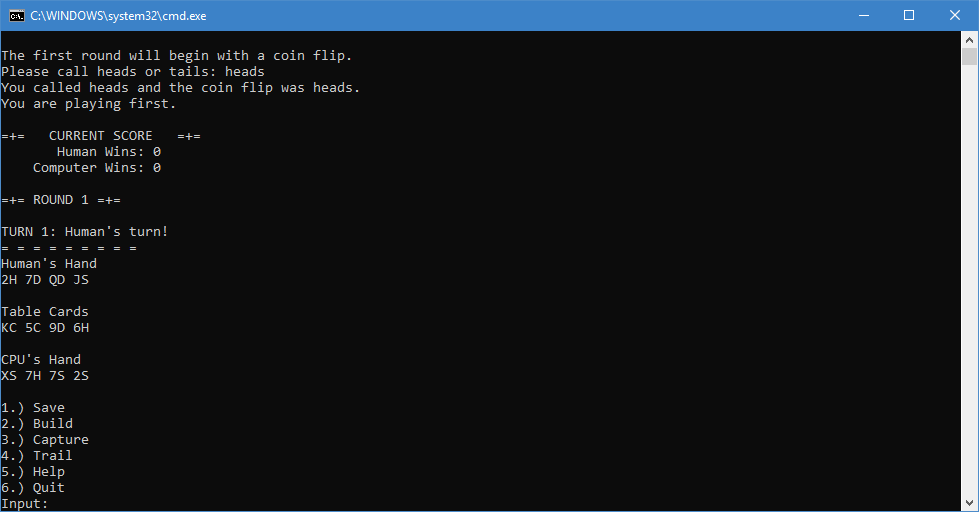 C:\WINDOWS\system32\cmd.exe
The first round will begin with a coin flip.
Please call heads or tails: heads
You called heads and the coin flip was heads.
You are playing first.
=+=   CURRENT SCORE   =+=
Human Wins: 0
Computer Wins: 0
=+= ROUND 1 =+=
TURN 1: Human's turn!
= = = = = = = = =
Human's Hand
2H 7D QD JS
Table Cards
KC 5C 9D 6H
CPU's Hand
XS 7H 7S 2S
1.) Save
2.) Build
3.) Capture
4.) Trail
5.) Help
6.) Quit
Input: